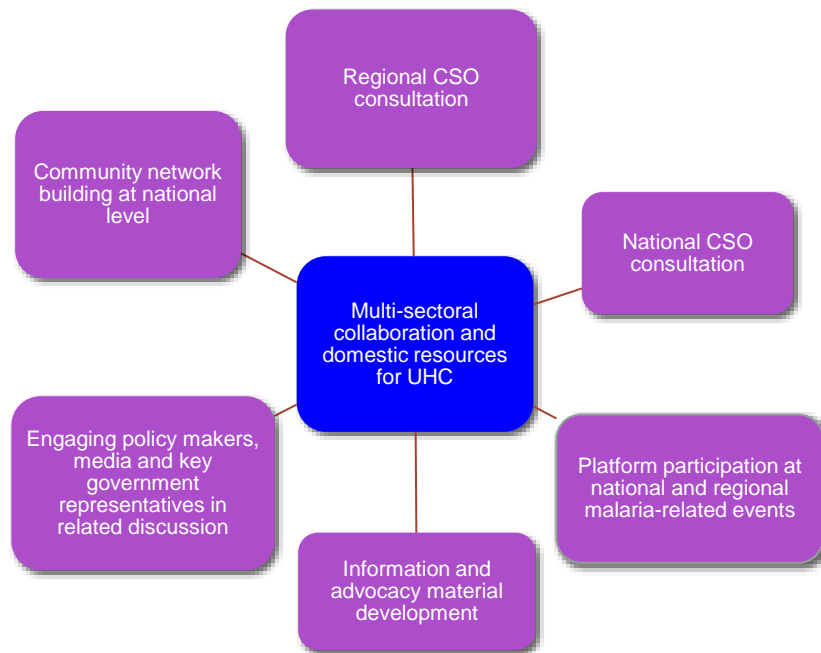 Regional CSO
consultation
Community network
building at national
level
National CSO
consultation
Multi-sectoral
collaboration and
domestic resources
for UHC
Engaging policy makers,
media and key
government
representatives in
related discussion
Platform participation at
national and regional
malaria-related events
Information and
advocacy material
development